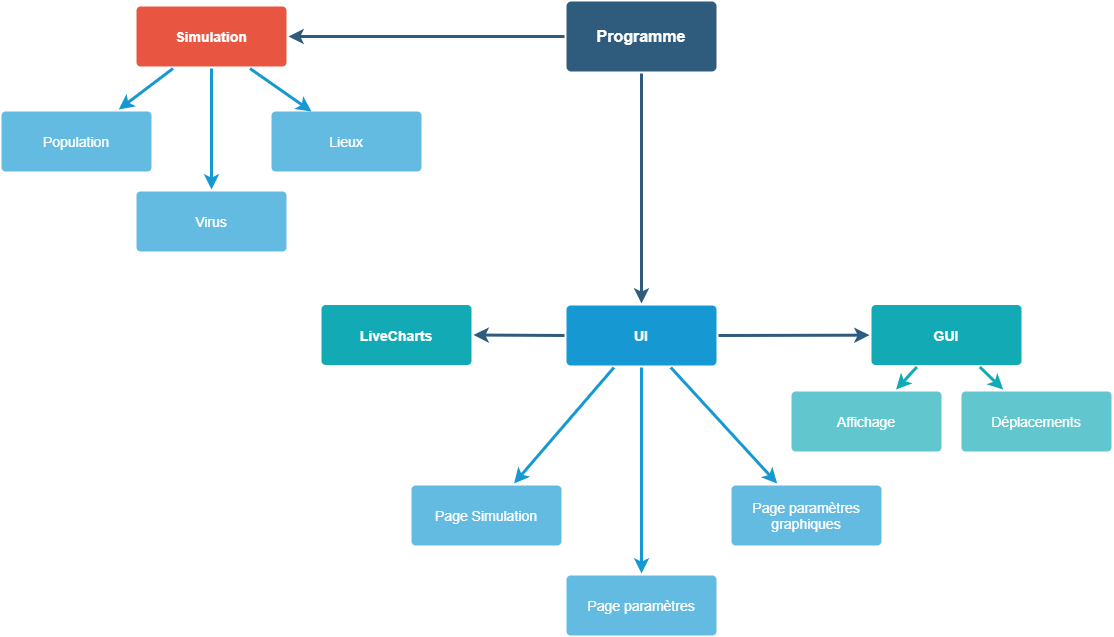 Simulation
Programme
Population
Lieux
Virus
LiveCharts
UI
GUI
Affichage
Déplacements
Page Simulation
Page paramètres
graphiques
Page paramètres